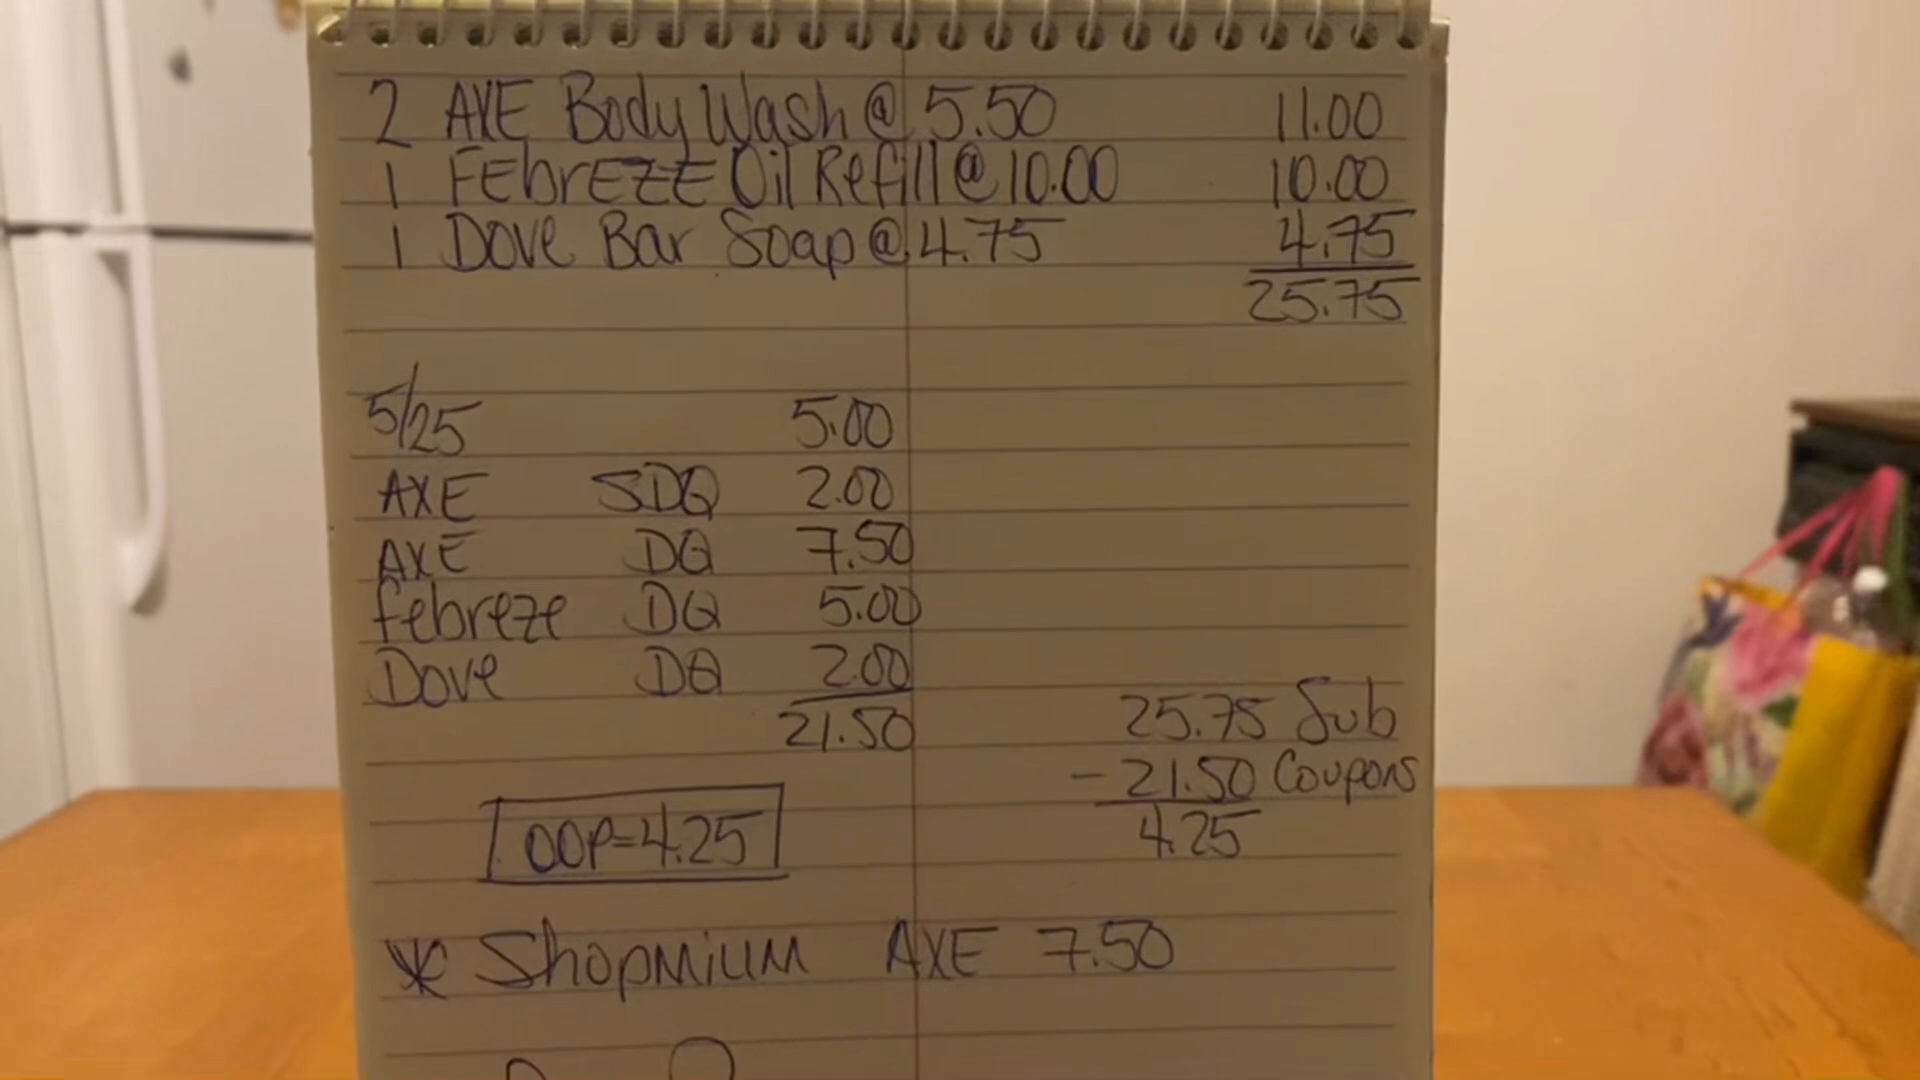 2 AXE Body Wash @ 5.50 11.00
1 FEbrEZE Oil Refill @ 10.00 10.00
1 Dove Bar Soap @ 4.75 4.75
25.75
5/25 5.00
AXE SDQ 2.00
AXE DQ 7.50
febreze DQ 5.00
Dove DQ 2.00
21.50
25.75 Sub
- 21.50 Coupons
4.25
OOP=4.25
* Shopmium AXE 7.50